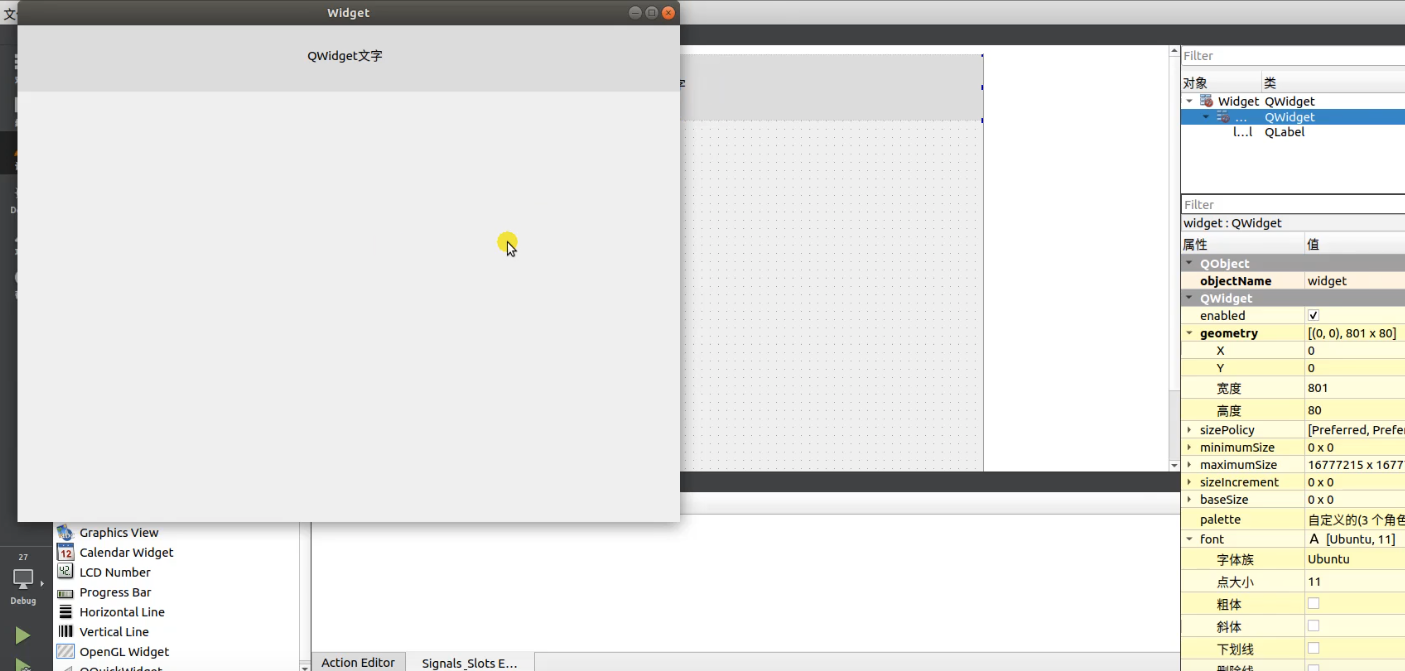 文
Widget
QWidget文字
字
Filter
对象 类
Widget QWidget
... QWidget
l...l QLabel
Filter
widget : QWidget
属性 值
QObject
objectName widget
QWidget
enabled
geometry [(0, 0), 801 x 80]
X 0
Y 0
宽度 801
高度 80
sizePolicy [Preferred, Prefer
minimumSize 0 x 0
maximumSize 16777215 x 1677
sizeIncrement 0 x 0
baseSize 0 x 0
palette 自定义的(3 个角色
font A [Ubuntu, 11]
字体族 Ubuntu
点大小 11
粗体
斜体
下划线
删除线
27
Debug
Graphics View
Calendar Widget
LCD Number
Progress Bar
Horizontal Line
Vertical Line
OpenGL Widget
QQuickWidget
Action Editor
Signals_Slots E...